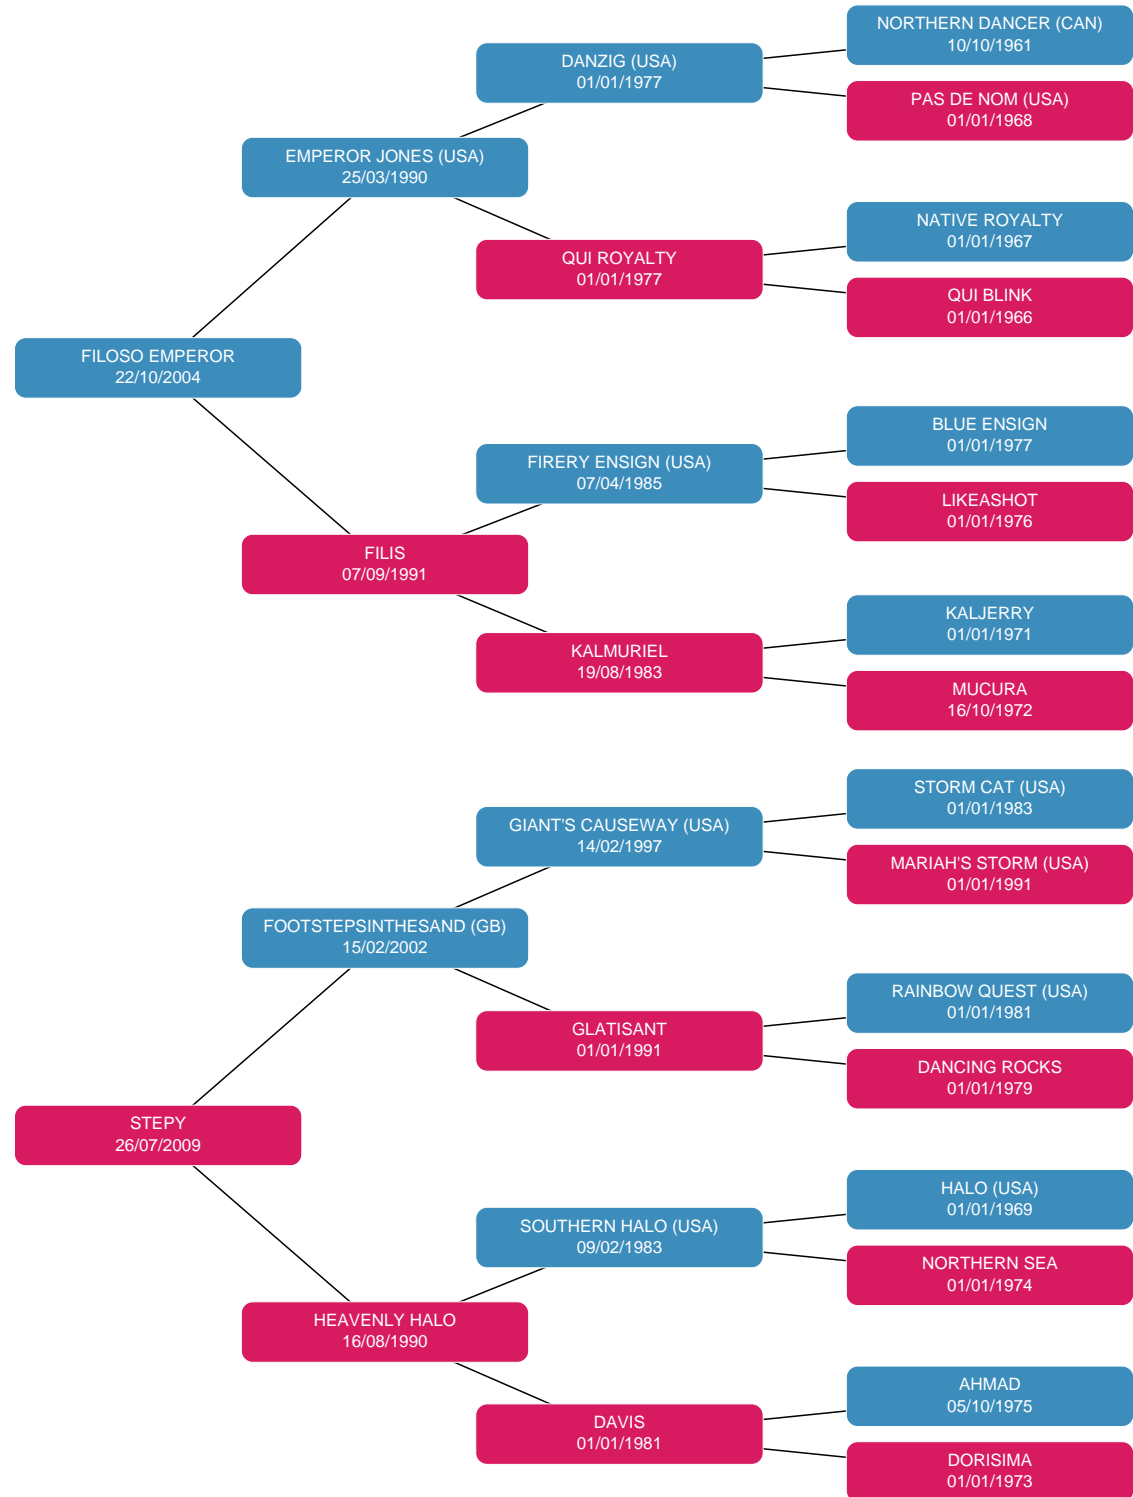 NORTHERN DANCER (CAN)
10/10/1961
DANZIG (USA)
01/01/1977
PAS DE NOM (USA)
01/01/1968
EMPEROR JONES (USA)
25/03/1990
NATIVE ROYALTY
01/01/1967
QUI ROYALTY
01/01/1977
QUI BLINK
01/01/1966
FILOSO EMPEROR
22/10/2004
BLUE ENSIGN
01/01/1977
FIRERY ENSIGN (USA)
07/04/1985
LIKEASHOT
01/01/1976
FILIS
07/09/1991
KALJERRY
01/01/1971
KALMURIEL
19/08/1983
MUCURA
16/10/1972
STORM CAT (USA)
01/01/1983
GIANT'S CAUSEWAY (USA)
14/02/1997
MARIAH'S STORM (USA)
01/01/1991
FOOTSTEPSINTHESAND (GB)
15/02/2002
RAINBOW QUEST (USA)
01/01/1981
GLATISANT
01/01/1991
DANCING ROCKS
01/01/1979
STEPY
26/07/2009
HALO (USA)
01/01/1969
SOUTHERN HALO (USA)
09/02/1983
NORTHERN SEA
01/01/1974
HEAVENLY HALO
16/08/1990
AHMAD
05/10/1975
DAVIS
01/01/1981
DORISIMA
01/01/1973